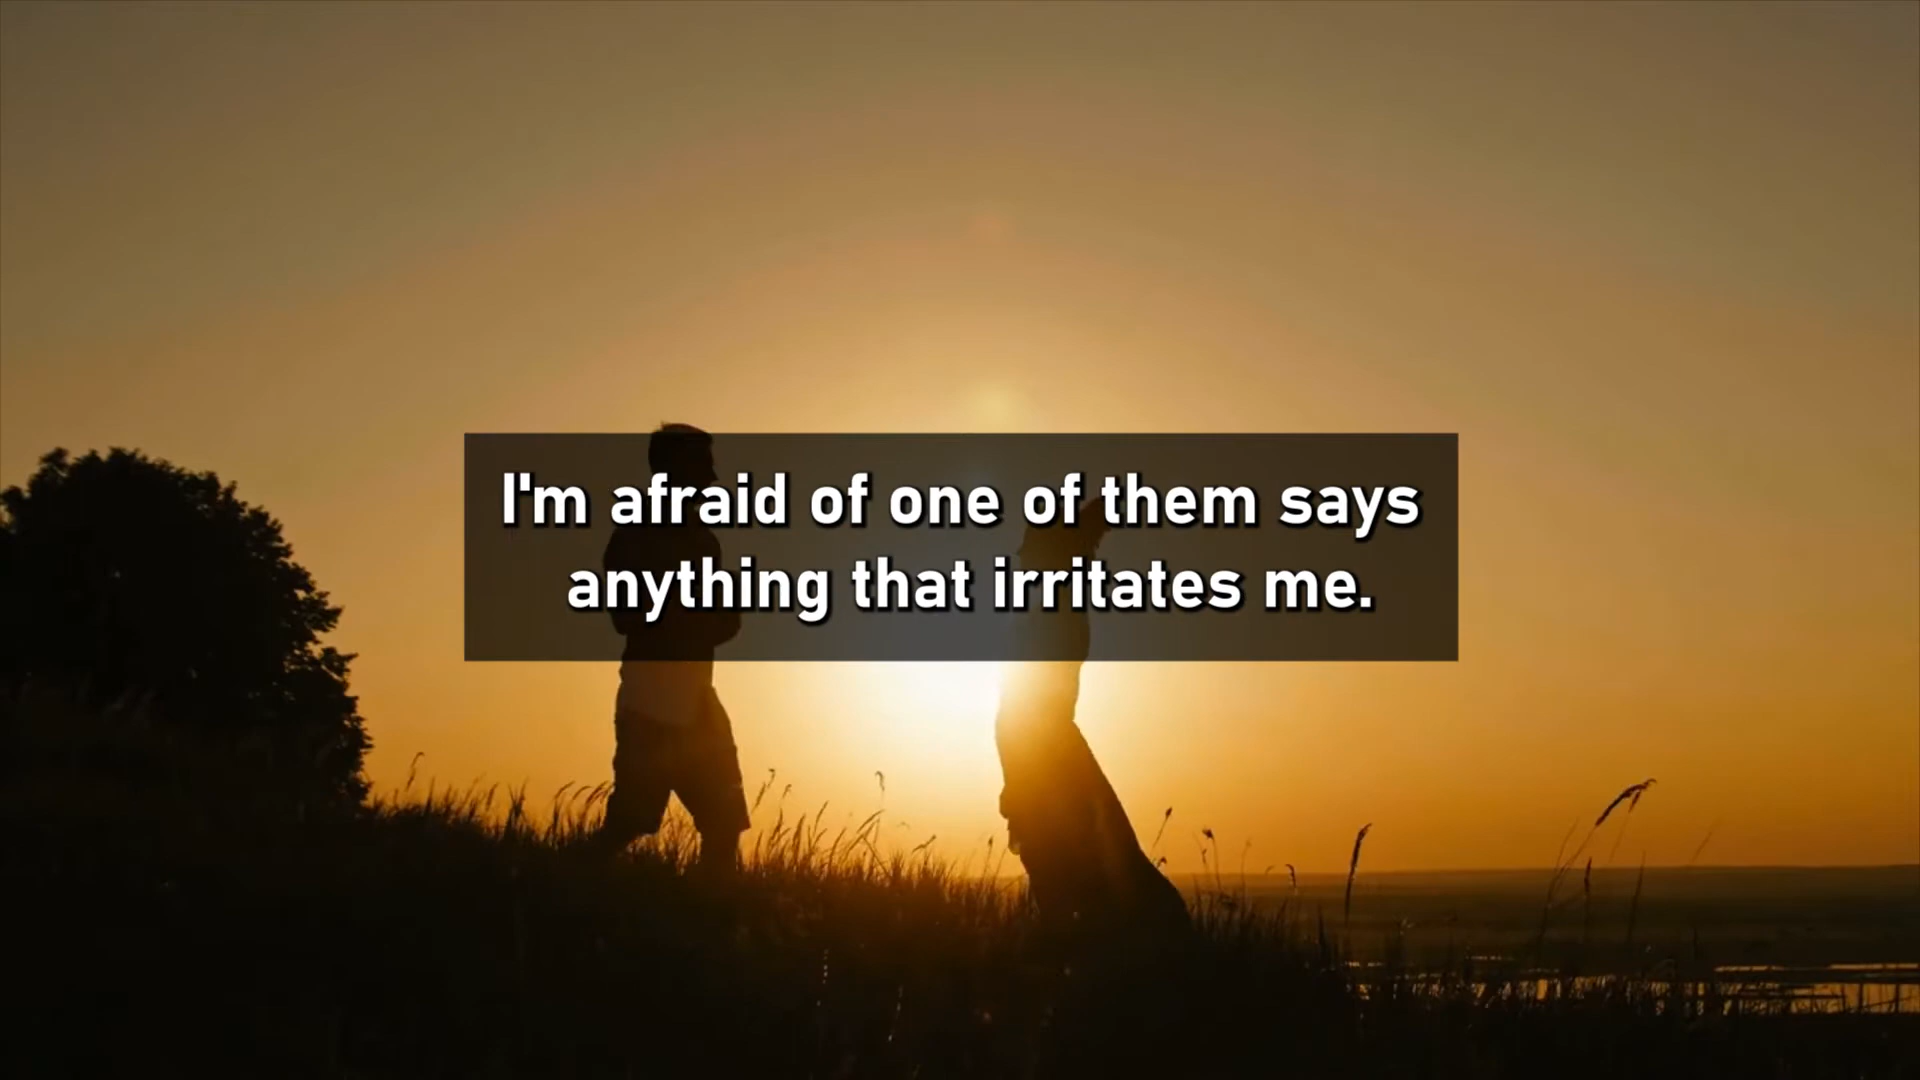 I'm afraid of one of them says
anything that irritates me.